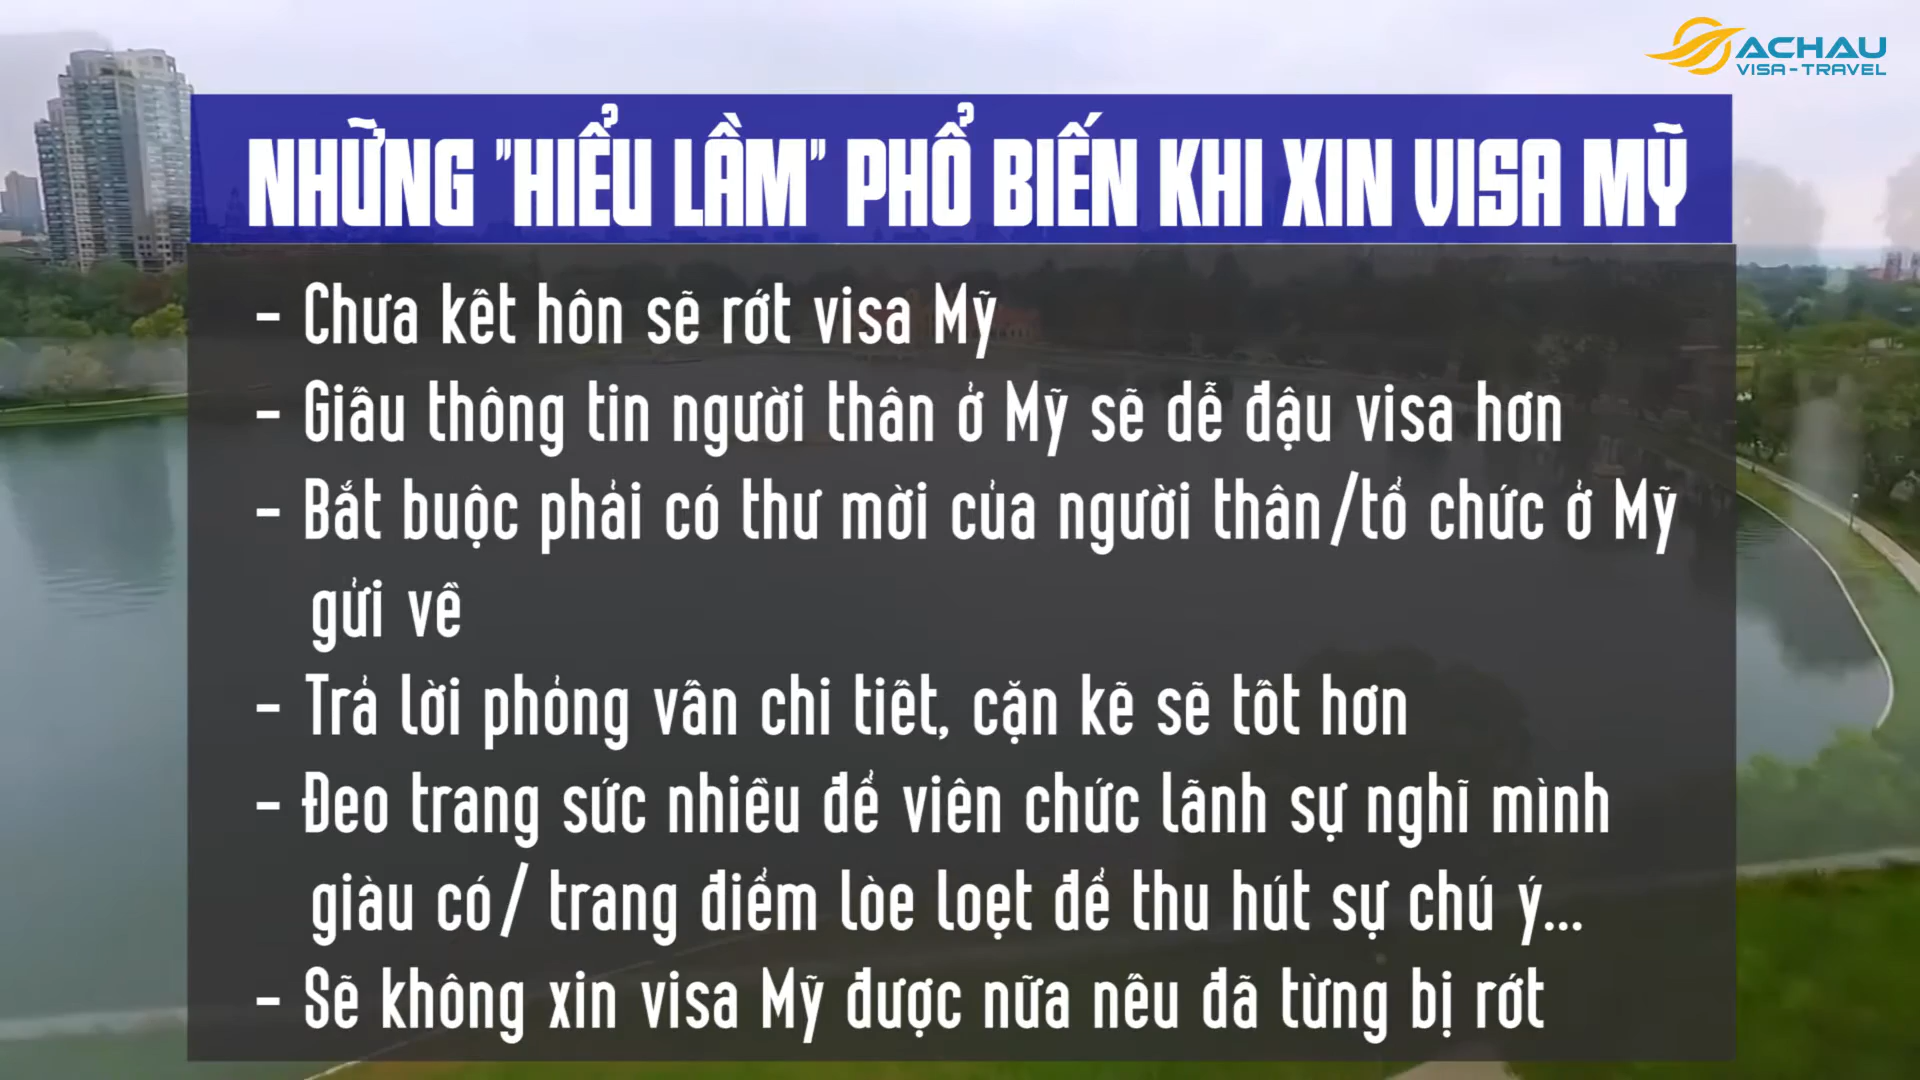 ACHAU
VISA - TRAVEL
NHỮNG "HIỂU LẦM" PHỔ BIẾN KHI XIN VISA MỸ
- Chưa kết hôn sẽ rớt visa Mỹ
- Giấu thông tin người thân ở Mỹ sẽ dễ đậu visa hơn
- Bắt buộc phải có thư mời của người thân/tổ chức ở Mỹ
gửi về
- Trả lời phỏng vấn chi tiết, cặn kẽ sẽ tốt hơn
- Đeo trang sức nhiều để viên chức lãnh sự nghĩ mình
giàu có/ trang điểm lòe loẹt để thu hút sự chú ý...
- Sẽ không xin visa Mỹ được nữa nếu đã từng bị rớt